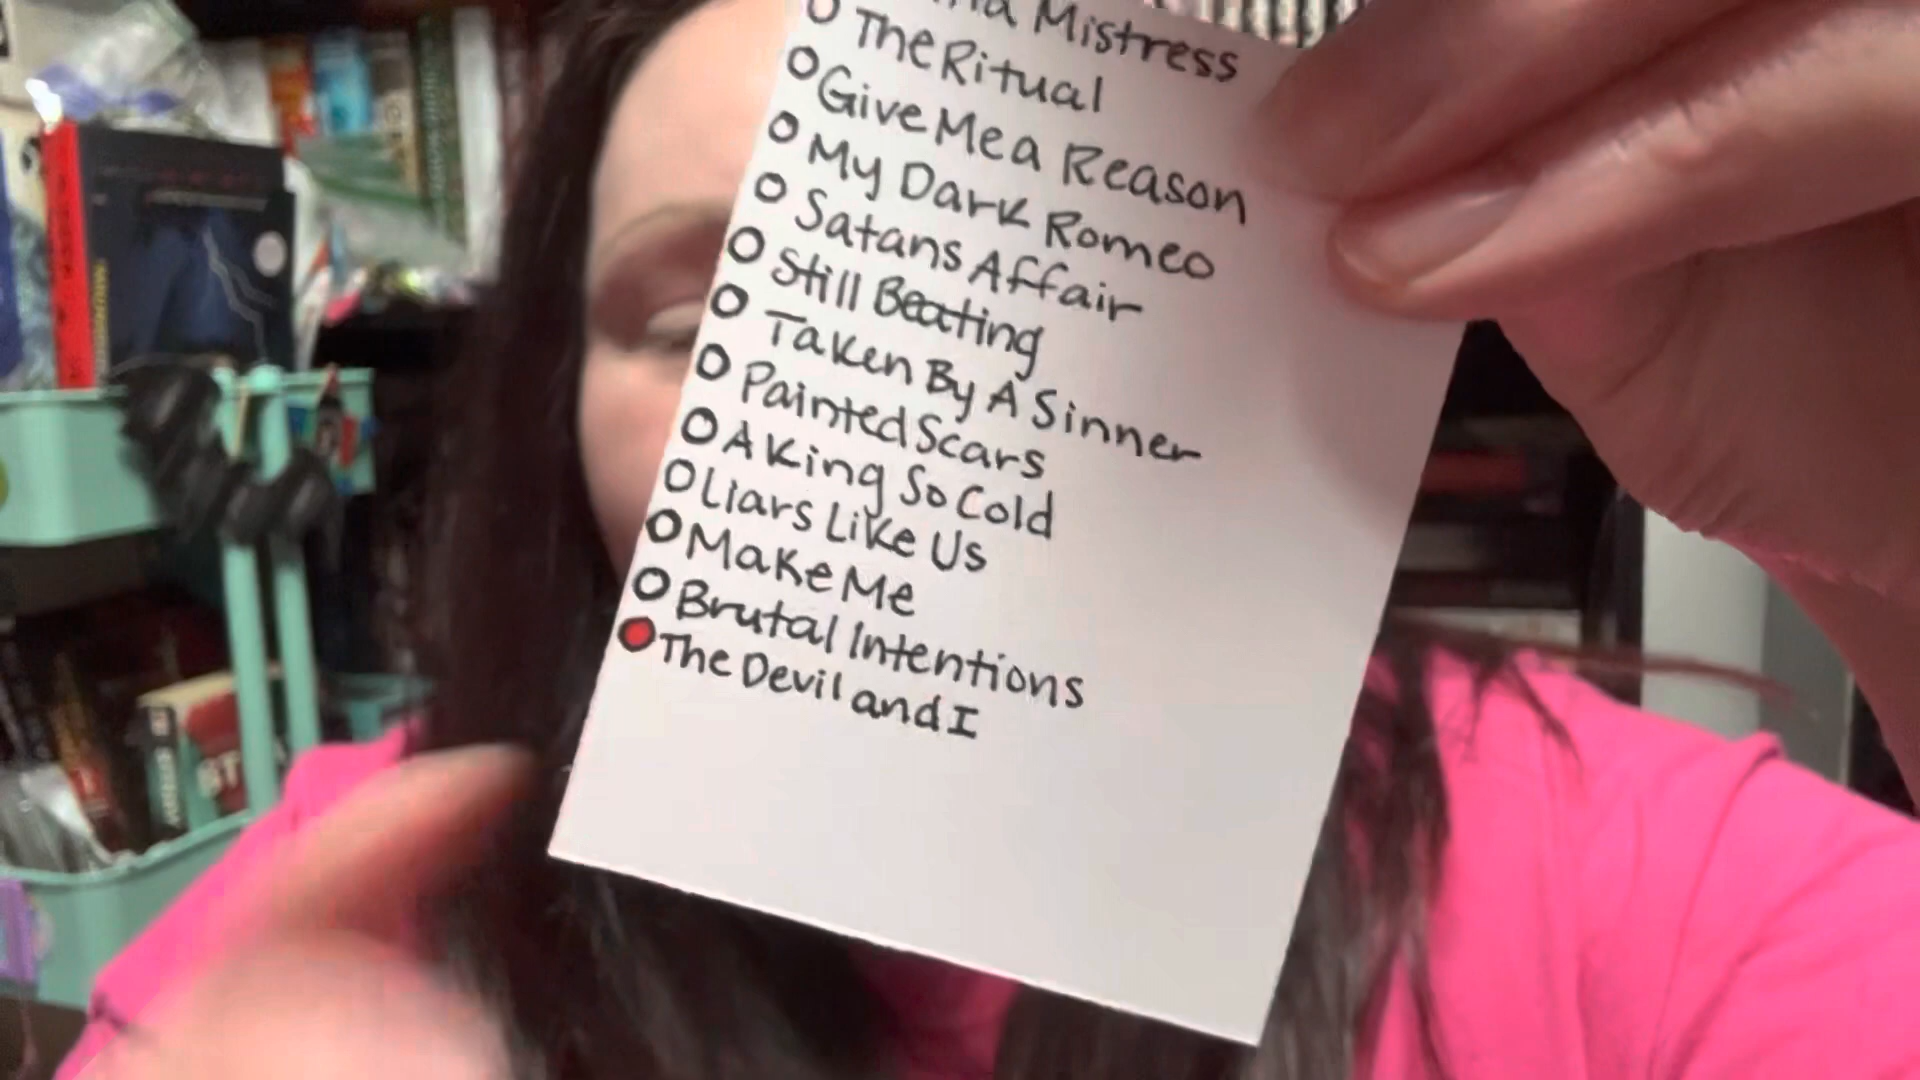 Mistress
The Ritual
Give Me a Reason
My Dark Romeo
Satans Affair
Still Beating
Taken By A Sinner
Painted Scars
A King So Cold
Liars Like Us
Make Me
Brutal Intentions
The Devil and I